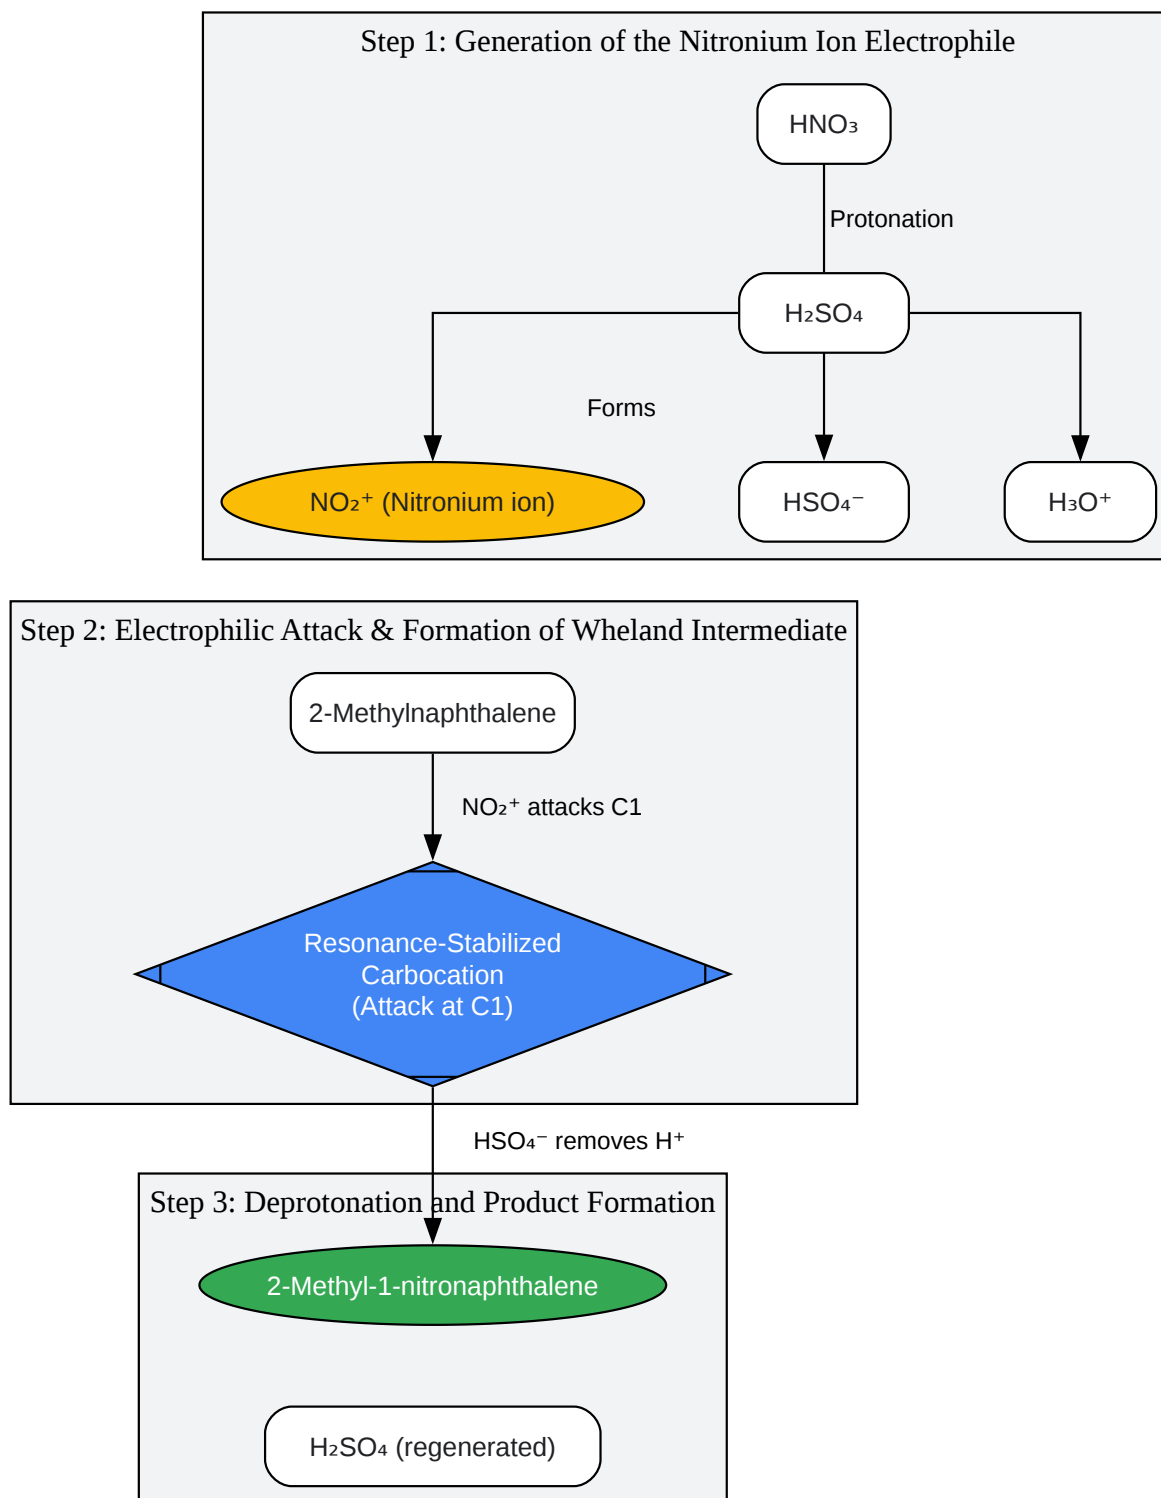 Step 1: Generation of the Nitronium Ion Electrophile
HNO₃
Protonation
H₂SO₄
Forms
NO₂⁺ (Nitronium ion)
HSO₄⁻
H₃O⁺
Step 2: Electrophilic Attack & Formation of Wheland Intermediate
2-Methylnaphthalene
NO₂⁺ attacks C1
Resonance-Stabilized
Carbocation
(Attack at C1)
HSO₄⁻ removes H⁺
Step 3: Deprotonation and Product Formation
2-Methyl-1-nitronaphthalene
H₂SO₄ (regenerated)